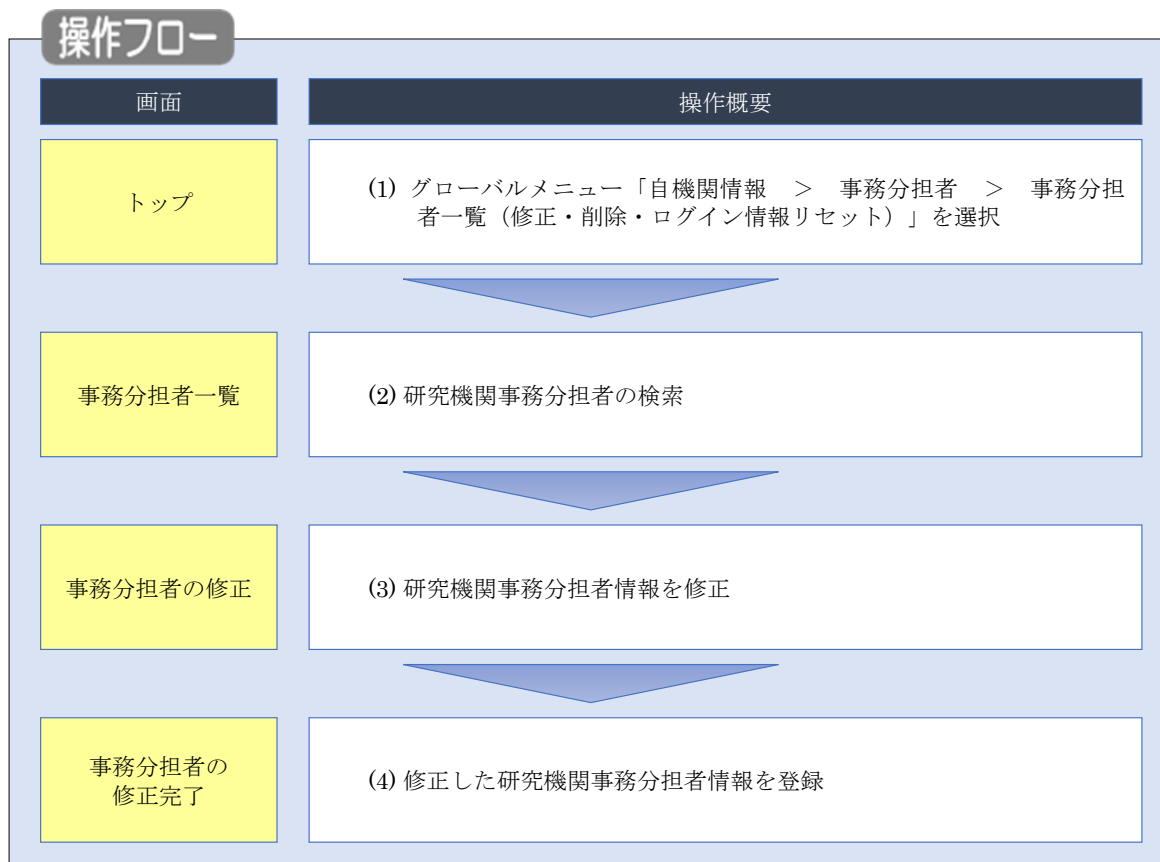 操作フロー
画面
操作概要
トップ
(1) グローバルメニュー「自機関情報　＞　事務分担者　＞　事務分担
者一覧（修正・削除・ログイン情報リセット）」を選択
事務分担者一覧
(2) 研究機関事務分担者の検索
事務分担者の修正
(3) 研究機関事務分担者情報を修正
事務分担者の
修正完了
(4) 修正した研究機関事務分担者情報を登録